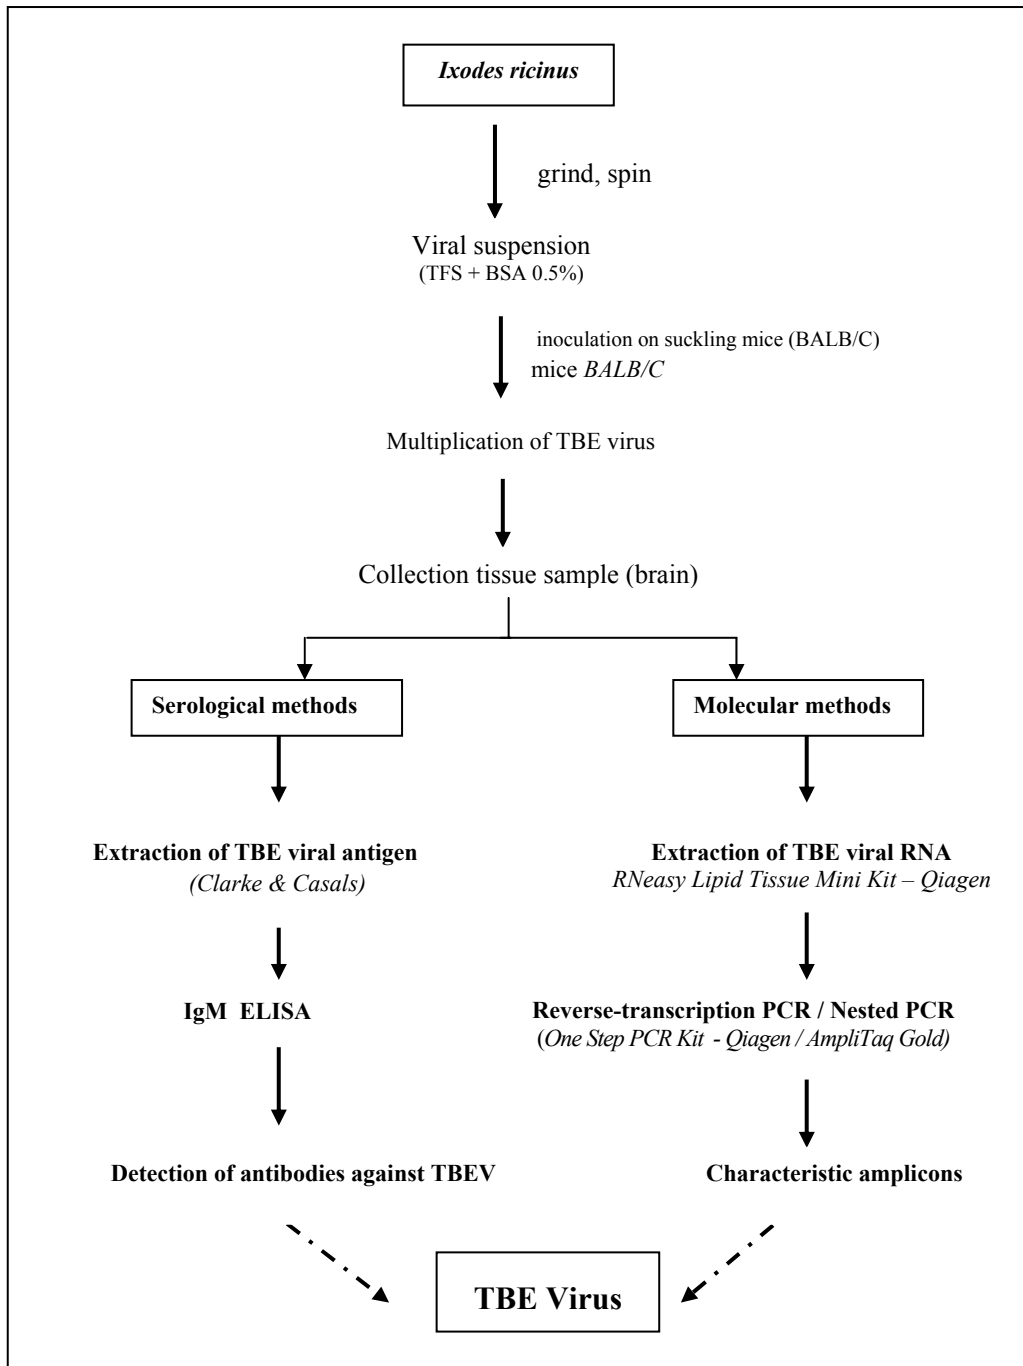 Ixodes ricinus
grind, spin
Viral suspension
(TFS + BSA 0.5%)
inoculation on suckling mice (BALB/C)
mice BALB/C
Multiplication of TBE virus
Collection tissue sample (brain)
Serological methods
Molecular methods
Extraction of TBE viral antigen
(Clarke & Casals)
Extraction of TBE viral RNA
RNeasy Lipid Tissue Mini Kit – Qiagen
IgM ELISA
Reverse-transcription PCR / Nested PCR
(One Step PCR Kit - Qiagen / AmpliTaq Gold)
Detection of antibodies against TBEV
Characteristic amplicons
TBE Virus